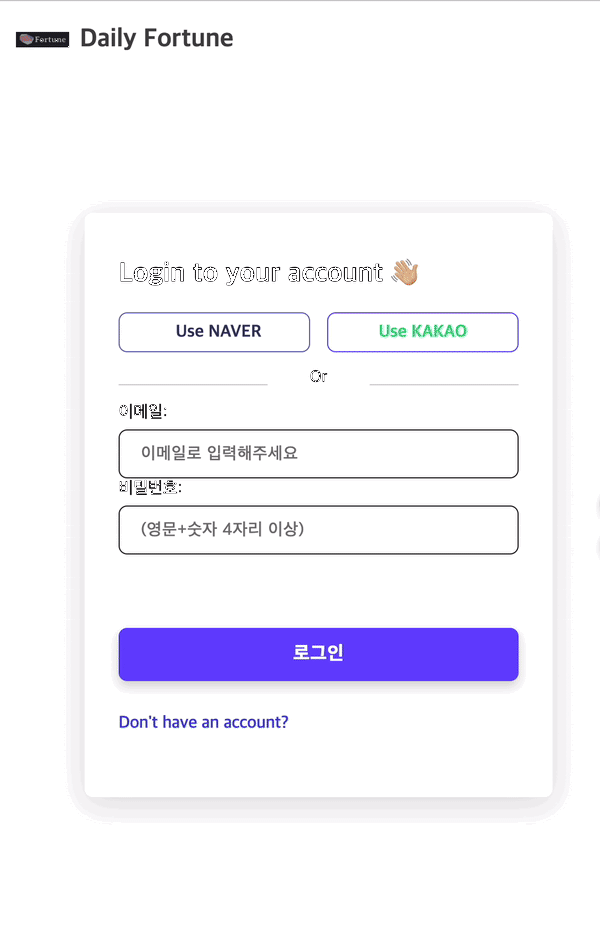 Fortune Daily Fortune
Login to your account 👋🏼
Use NAVER Use KAKAO
Or
이메일:
이메일로 입력해주세요
비밀번호:
(영문+숫자 4자리 이상)
로그인
Don't have an account?